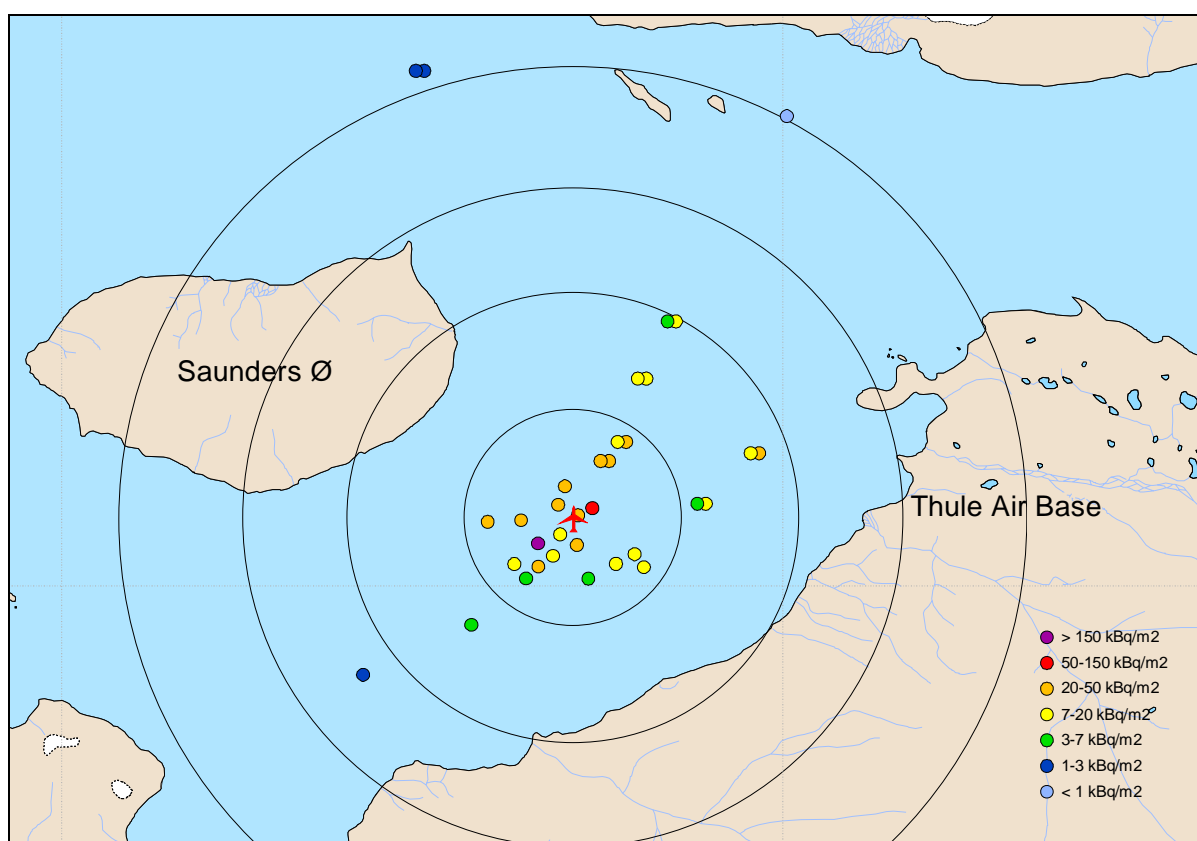 Saunders Ø
Thule Air Base
> 150 kBq/m2
50-150 kBq/m2
20-50 kBq/m2
7-20 kBq/m2
3-7 kBq/m2
1-3 kBq/m2
< 1 kBq/m2